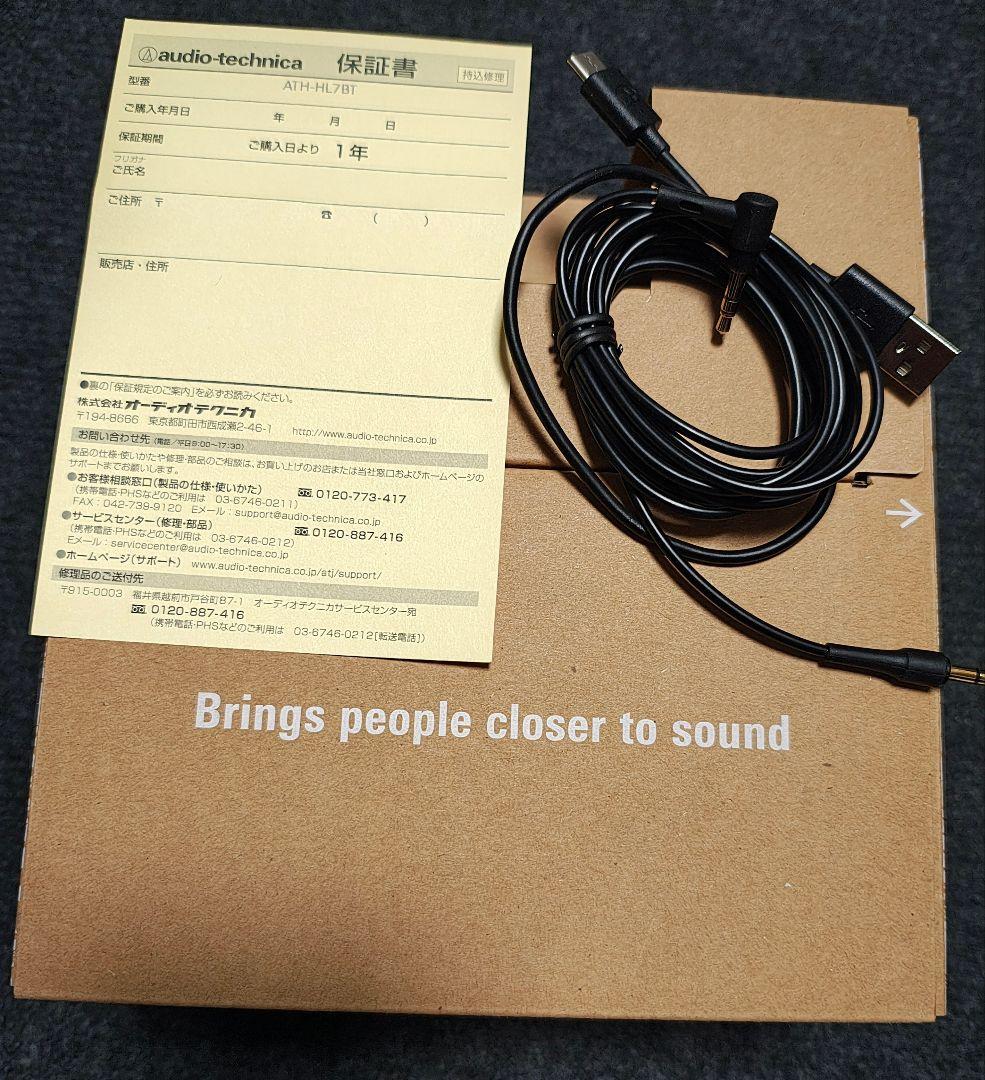 audio-technica 保証書 持込修理
型番 ATH-HL7BT
ご購入年月日 年 月 日
保証期間 ご購入日より 1年
フリガナ
ご氏名
ご住所 〒 ☎ ( )
販売店・住所
●裏の「保証規定のご案内」を必ずお読みください。
株式会社オーディオテクニカ
〒194-8666 東京都町田市西成瀬2-46-1 http://www.audio-technica.co.jp
お問い合わせ先 (電話/平日9:00~17:30)
製品の仕様・使いかたや修理・部品のご相談は、お買い上げのお店または当社窓口およびホームページの
サポートまでお願いします。
●お客様相談窓口(製品の仕様・使いかた) 0120-773-417
(携帯電話・PHSなどのご利用は 03-6746-0211)
FAX:042-739-9120 Eメール:support@audio-technica.co.jp
●サービスセンター(修理・部品) 0120-887-416
(携帯電話・PHSなどのご利用は 03-6746-0212)
Eメール:servicecenter@audio-technica.co.jp
●ホームページ(サポート) www.audio-technica.co.jp/atj/support/
修理品のご送付先
〒915-0003 福井県越前市戸谷町87-1 オーディオテクニカサービスセンター宛
0120-887-416
(携帯電話・PHSなどのご利用は 03-6746-0212[転送電話])
Brings people closer to sound